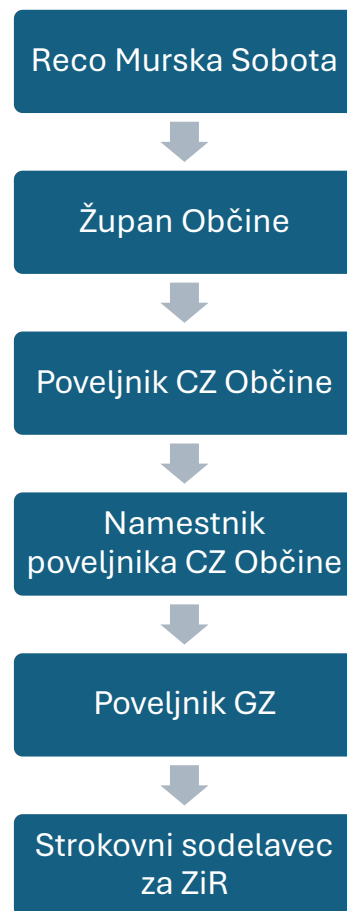 Reco Murska Sobota
Župan Občine
Poveljnik CZ Občine
Namestnik
poveljnika CZ Občine
Poveljnik GZ
Strokovni sodelavec
za ZiR